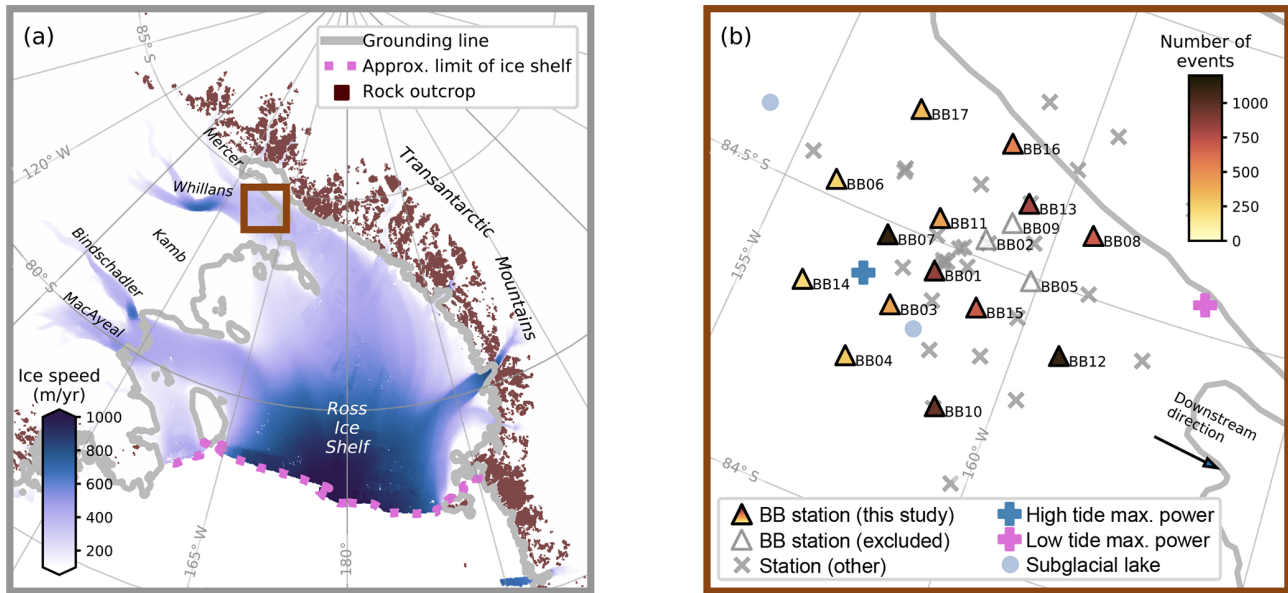 (a)
85° S
Grounding line
Approx. limit of ice shelf
Rock outcrop
120° W
Mercer
Whillans
Transantarctic
Mountains
Kamb
Bindschadler
80° S
MacAyeal
Ice speed
(m/yr)
1000
800
600
400
200
Ross
Ice
Shelf
165° W
180°
(b)
Number of
events
1000
750
500
250
0
BB17
BB16
84.5° S
BB06
BB13
BB11
BB09
BB07
BB02
BB08
155° W
BB01
BB14
BB05
BB03
BB15
BB04
BB12
BB10
Downstream
direction
160° W
84° S
BB station (this study)
BB station (excluded)
Station (other)
High tide max. power
Low tide max. power
Subglacial lake